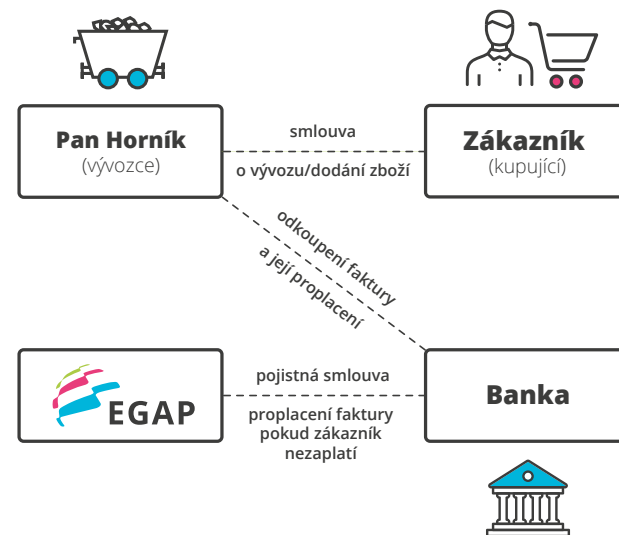 Pan Horník
(vývozce)
smlouva
o vývozu/dodání zboží
Zákazník
(kupující)
odkoupení faktury
a její proplacení
EGAP
pojistná smlouva
proplacení faktury
pokud zákazník
nezaplatí
Banka